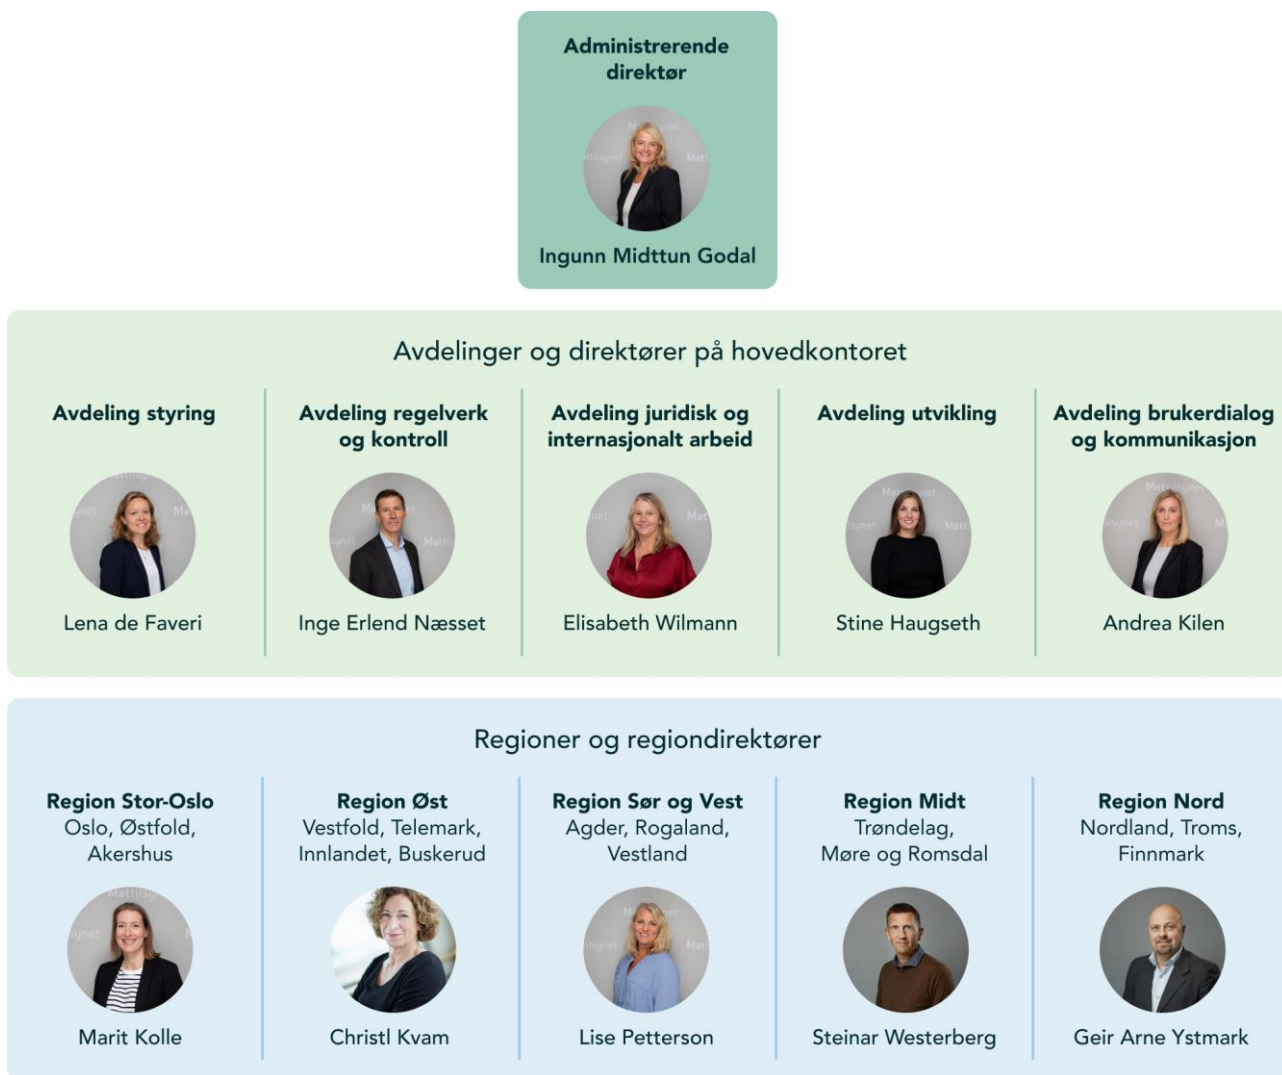 Administrerende
direktør
Mattilsynet
Ingunn Midttun Godal
Avdelinger og direktører på hovedkontoret
Avdeling styring
Avdeling regelverk
og kontroll
Avdeling juridisk og
internasjonalt arbeid
Avdeling utvikling
Avdeling brukerdialog
og kommunikasjon
Lena de Faveri
Inge Erlend Næsset
Elisabeth Wilmann
Stine Haugseth
Andrea Kilen
Regioner og regiondirektører
Region Stor-Oslo
Oslo, Østfold,
Akershus
Region Øst
Vestfold, Telemark,
Innlandet, Buskerud
Region Sør og Vest
Agder, Rogaland,
Vestland
Region Midt
Trøndelag,
Møre og Romsdal
Region Nord
Nordland, Troms,
Finnmark
Marit Kolle
Christl Kvam
Lise Petterson
Steinar Westerberg
Geir Arne Ystmark